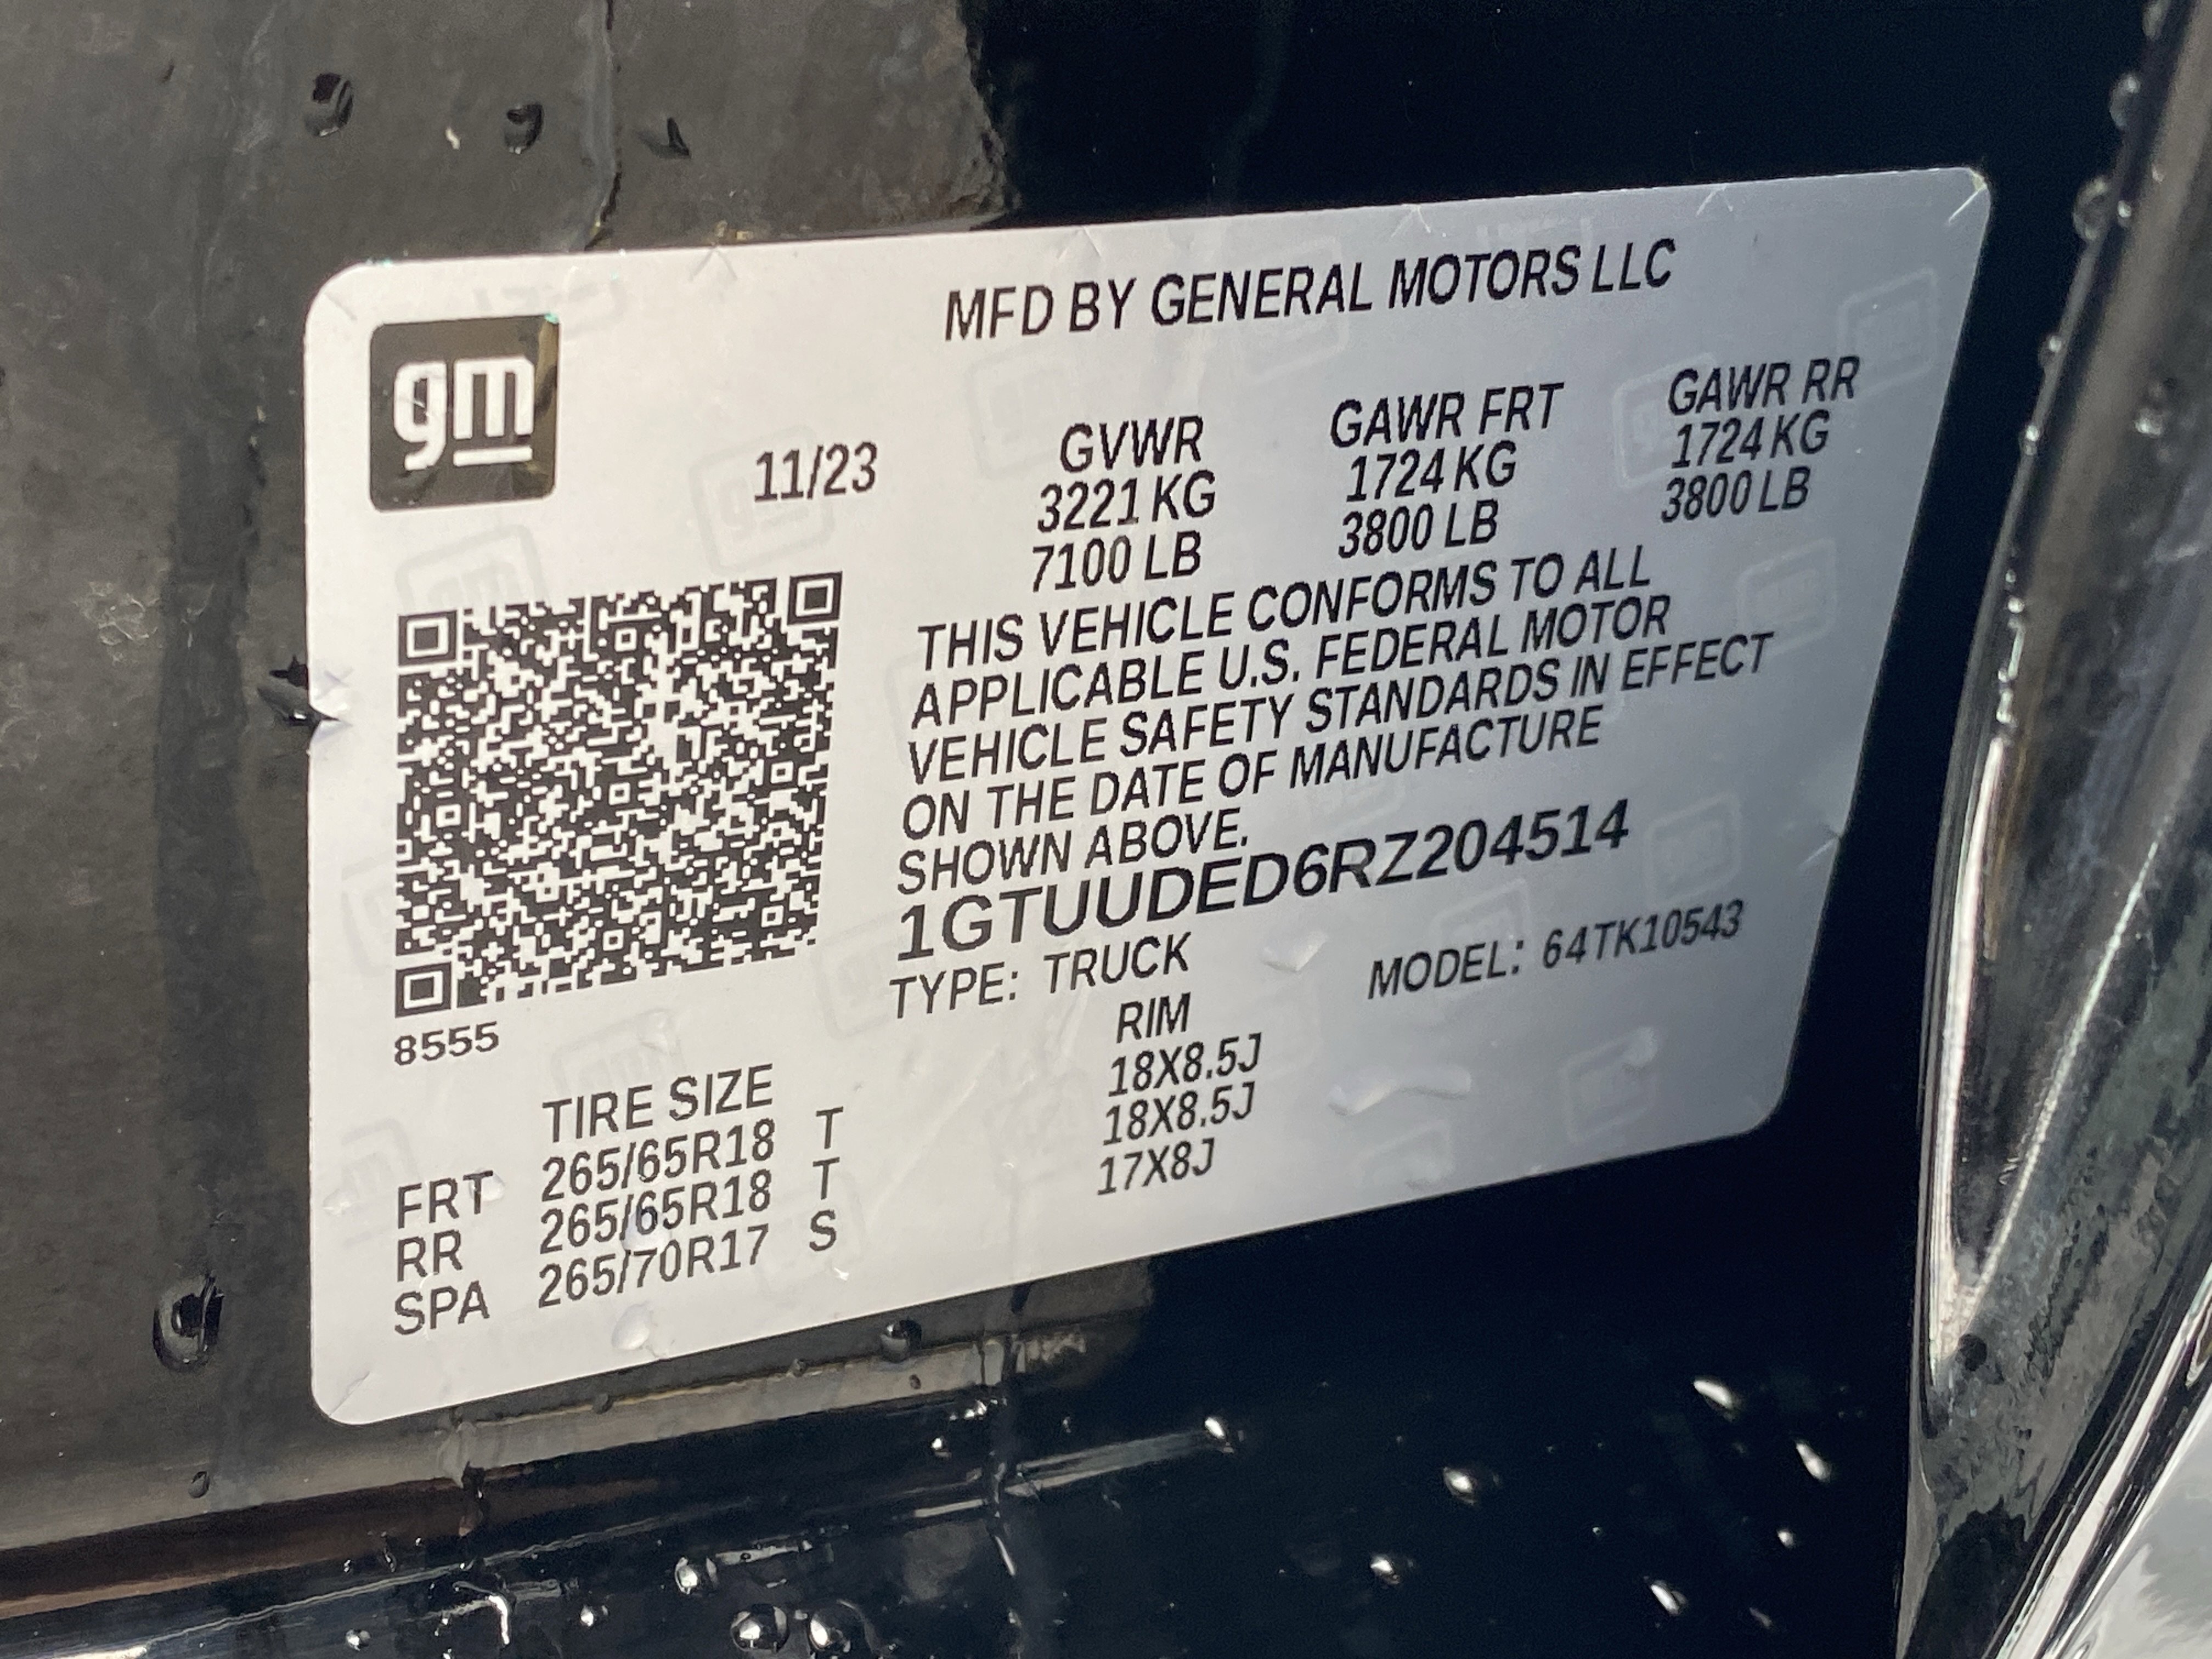 gm
MFD BY GENERAL MOTORS LLC
11/23 GVWR GAWR FRT GAWR RR
3221 KG 1724 KG 1724 KG
7100 LB 3800 LB 3800 LB
THIS VEHICLE CONFORMS TO ALL
APPLICABLE U.S. FEDERAL MOTOR
VEHICLE SAFETY STANDARDS IN EFFECT
ON THE DATE OF MANUFACTURE
SHOWN ABOVE.
1GTUUDED6RZ204514
TYPE: TRUCK MODEL: 64TK10543
8555
TIRE SIZE RIM
FRT 265/65R18 T 18X8.5J
RR 265/65R18 T 18X8.5J
SPA 265/70R17 S 17X8J